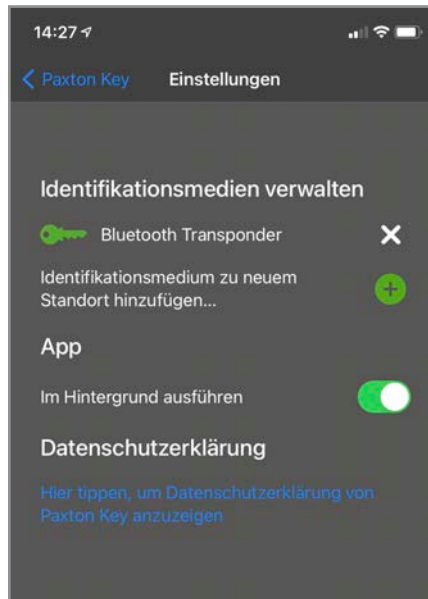 14:27
Paxton Key
Einstellungen
Identifikationsmedien verwalten
Bluetooth Transponder
Identifikationsmedium zu neuem
Standort hinzufügen...
App
Im Hintergrund ausführen
Datenschutzerklärung
Hier tippen, um Datenschutzerklärung von
Paxton Key anzuzeigen